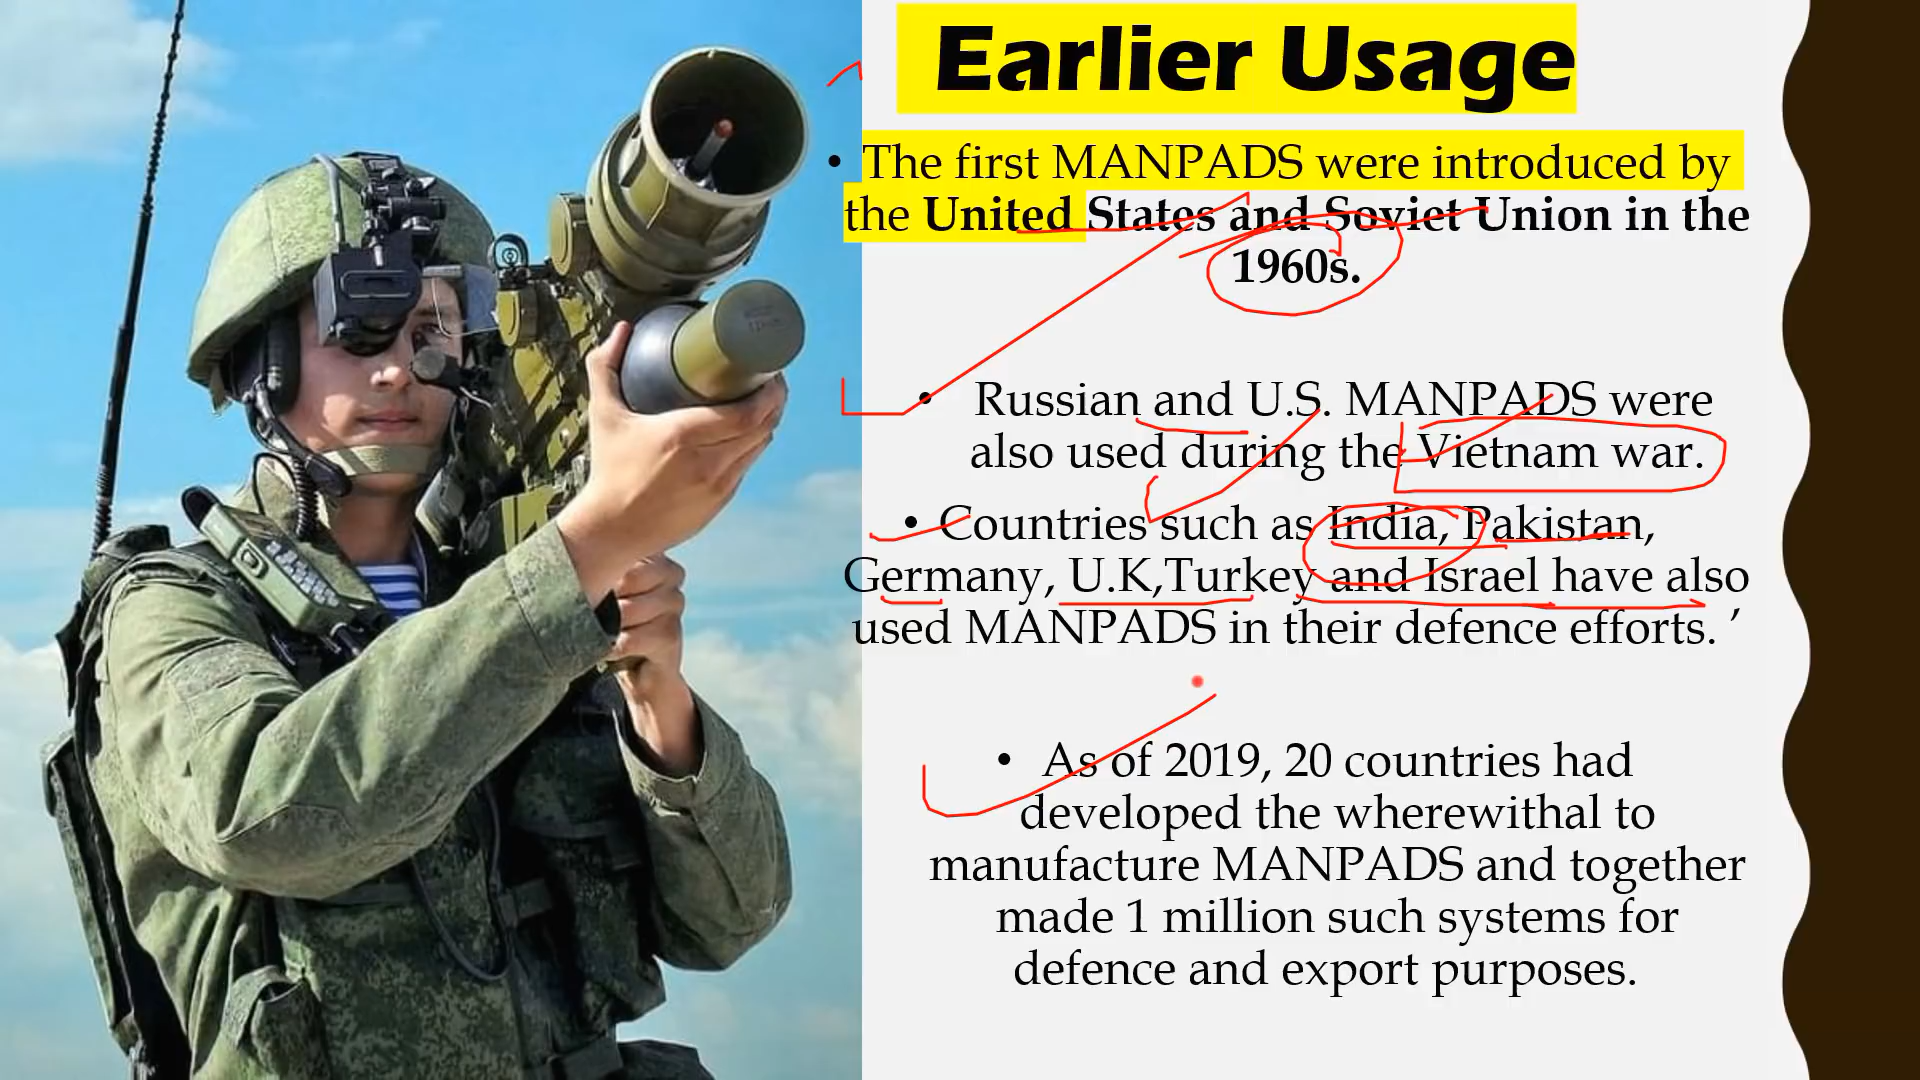 Earlier Usage
• The first MANPADS were introduced by
the United States and Soviet Union in the
1960s.
• Russian and U.S. MANPADS were
also used during the Vietnam war.
• Countries such as India, Pakistan,
Germany, U.K,Turkey and Israel have also
used MANPADS in their defence efforts. ’
• As of 2019, 20 countries had
developed the wherewithal to
manufacture MANPADS and together
made 1 million such systems for
defence and export purposes.